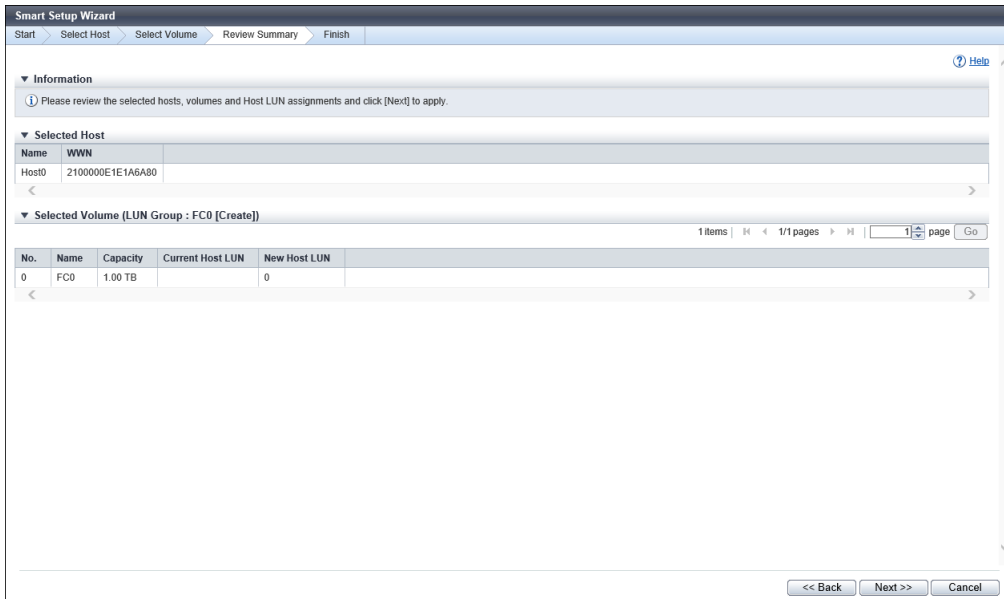 Smart Setup Wizard
Start Select Host Select Volume Review Summary Finish
Help
Information
Please review the selected hosts, volumes and Host LUN assignments and click [Next] to apply.
Selected Host
Name WWN
Host0 2100000E1E1A6A80
Selected Volume (LUN Group : FC0 [Create])
1 items | 1/1 pages | 1 page Go
No. Name Capacity Current Host LUN New Host LUN
0 FC0 1.00 TB 0
<< Back Next >> Cancel